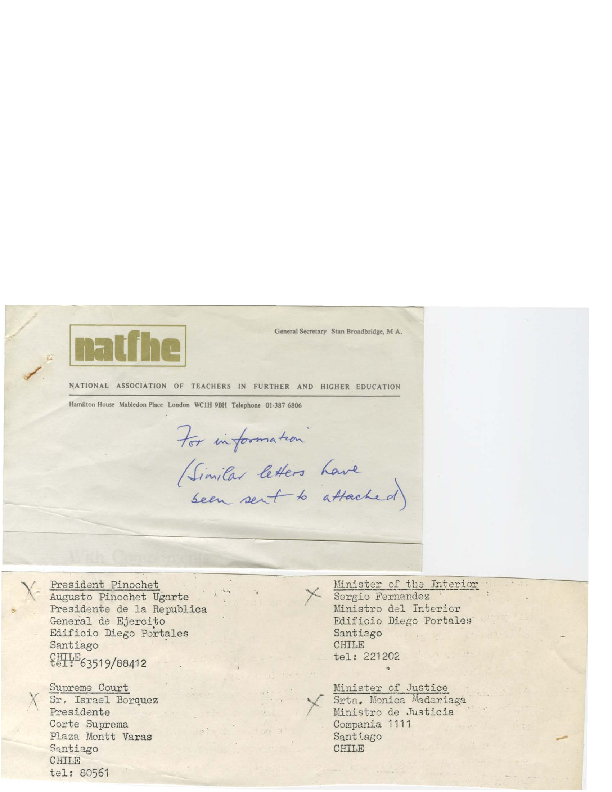 General Secretary Stan Broadbridge, M A.
natfhe
NATIONAL ASSOCIATION OF TEACHERS IN FURTHER AND HIGHER EDUCATION
Hamilton House Mabledon Place London WC1H 9BH Telephone 01-387 6806
For information
(Similar letters have
been sent to attached)
With Compliments
X President Pinochet
Augusto Pinochet Ugarte
Presidente de la Republica
General de Ejercito
Edificio Diego Portales
Santiago
CHILE
tel: 63519/88412
X Supreme Court
Sr. Israel Borquez
Presidente
Corte Suprema
Plaza Montt Varas
Santiago
CHILE
tel: 80561
X Minister of the Interior
Sergio Fernandez
Ministro del Interior
Edificio Diego Portales
Santiago
CHILE
tel: 221202
X Minister of Justice
Srta. Monica Madariaga
Ministro de Justicia
Compania 1111
Santiago
CHILE